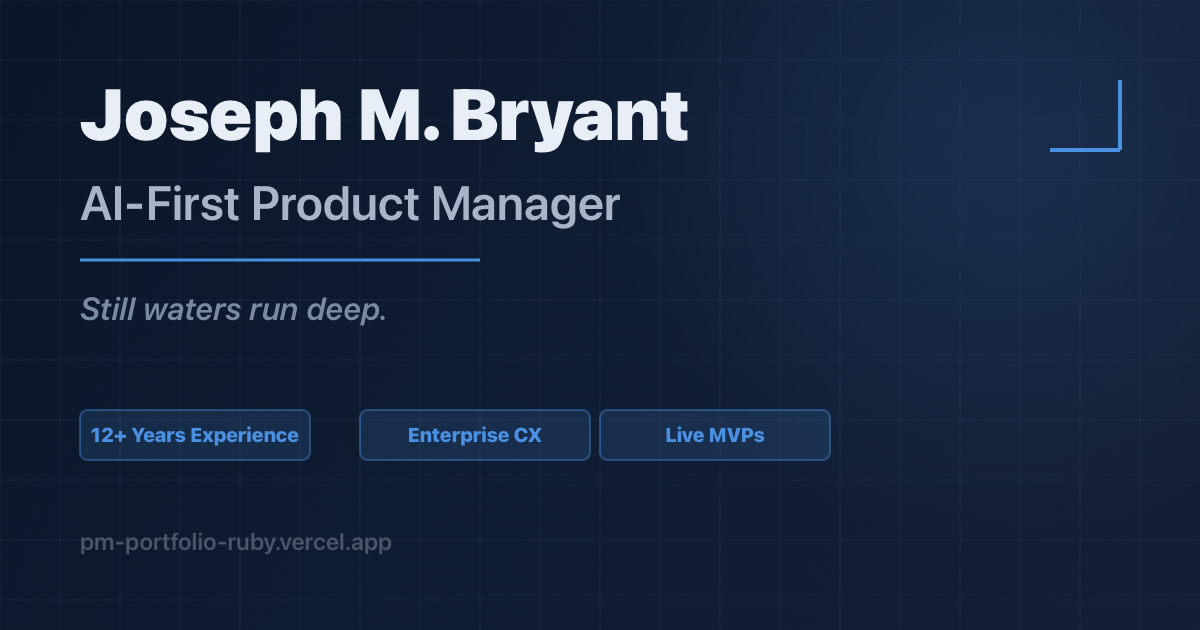 Joseph M. Bryant
AI-First Product Manager
Still waters run deep.
12+ Years Experience
Enterprise CX
Live MVPs
pm-portfolio-ruby.vercel.app